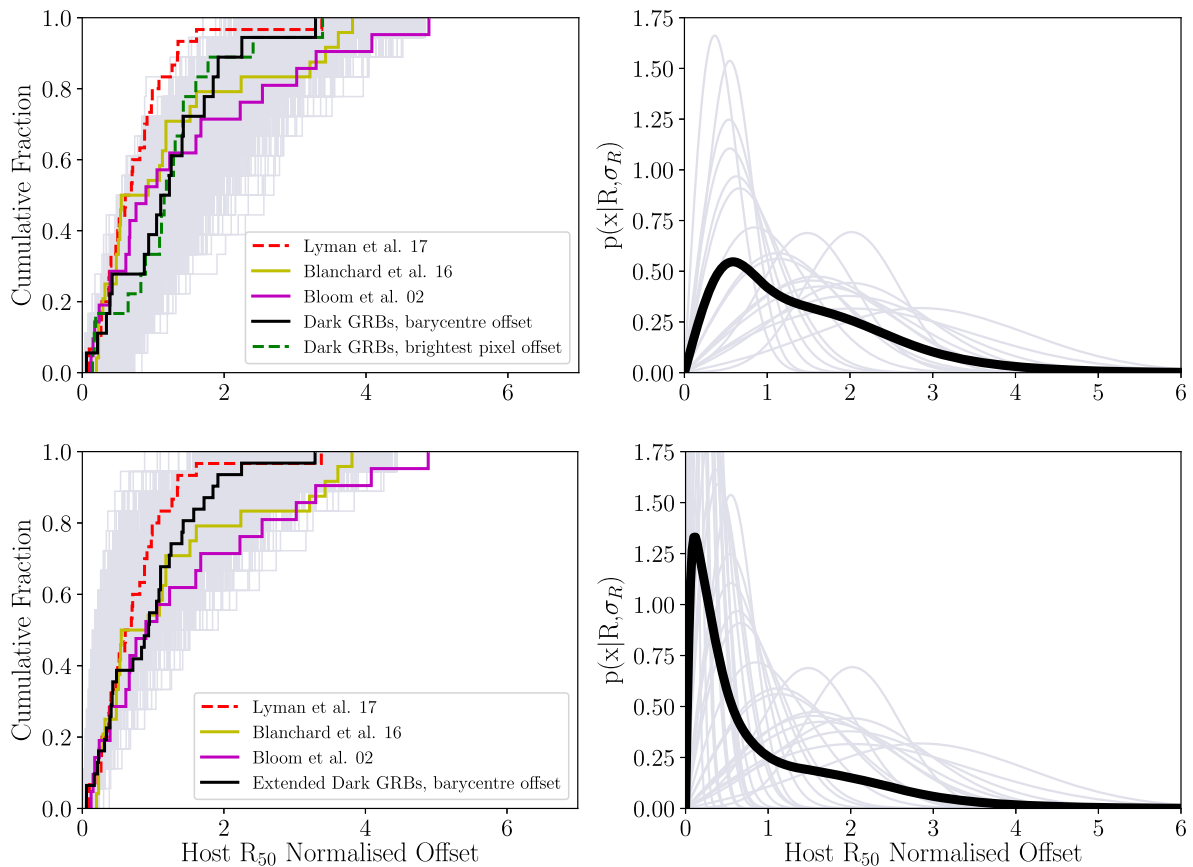 Cumulative Fraction
1.0
0.8
0.6
0.4
0.2
0.0
0 2 4 6
Lyman et al. 17
Blanchard et al. 16
Bloom et al. 02
Dark GRBs, barycentre offset
Dark GRBs, brightest pixel offset
p(x|R,σ_R)
1.75
1.50
1.25
1.00
0.75
0.50
0.25
0.00
0 1 2 3 4 5 6
Cumulative Fraction
1.0
0.8
0.6
0.4
0.2
0.0
0 2 4 6
Lyman et al. 17
Blanchard et al. 16
Bloom et al. 02
Extended Dark GRBs, barycentre offset
Host R₅₀ Normalised Offset
p(x|R,σ_R)
1.75
1.50
1.25
1.00
0.75
0.50
0.25
0.00
0 1 2 3 4 5 6
Host R₅₀ Normalised Offset